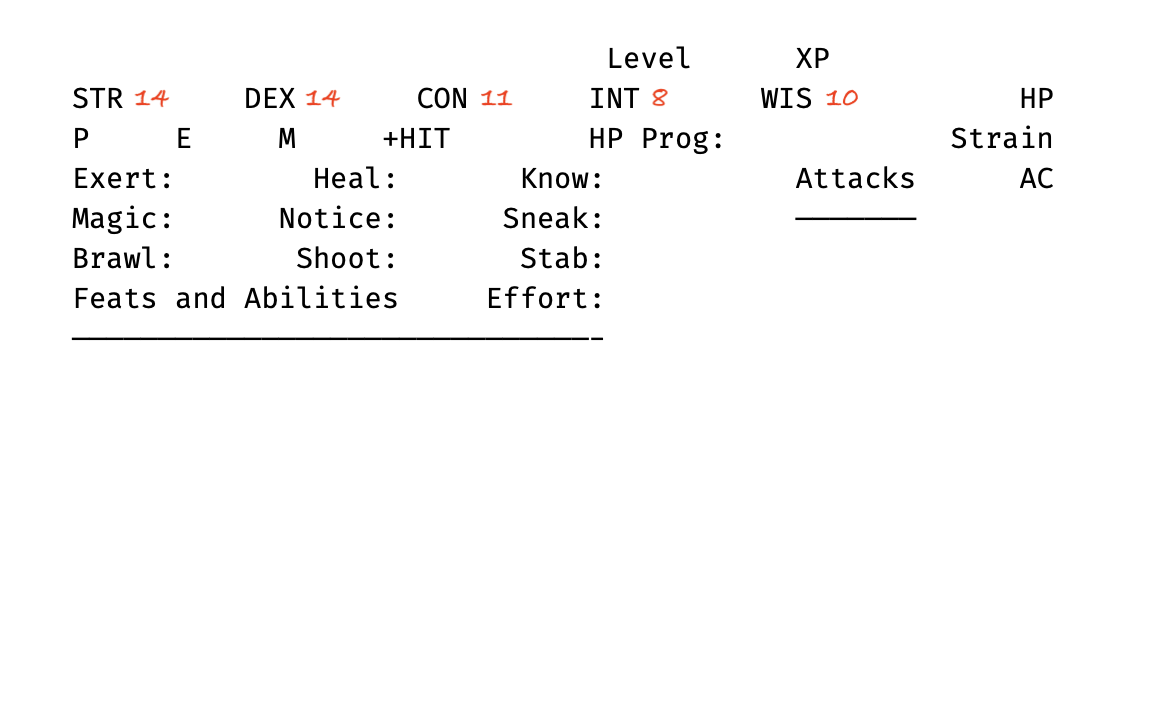 Level XP
STR 14 DEX 14 CON 11 INT 8 WIS 10 HP
P E M +HIT HP Prog: Strain
Exert: Heal: Know: Attacks AC
Magic: Notice: Sneak:
Brawl: Shoot: Stab:
Feats and Abilities Effort: